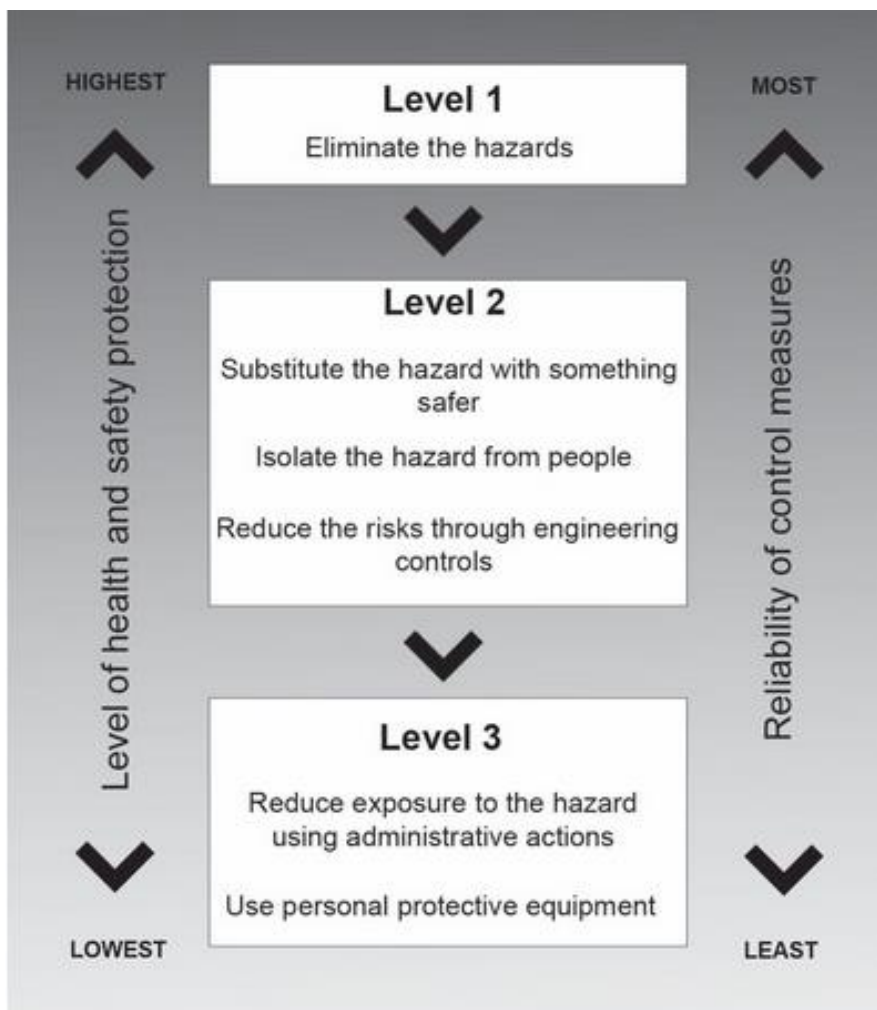 HIGHEST
MOST
Level 1
Eliminate the hazards
Level of health and safety protection
Reliability of control measures
Level 2
Substitute the hazard with something
safer
Isolate the hazard from people
Reduce the risks through engineering
controls
Level 3
Reduce exposure to the hazard
using administrative actions
Use personal protective equipment
LOWEST
LEAST